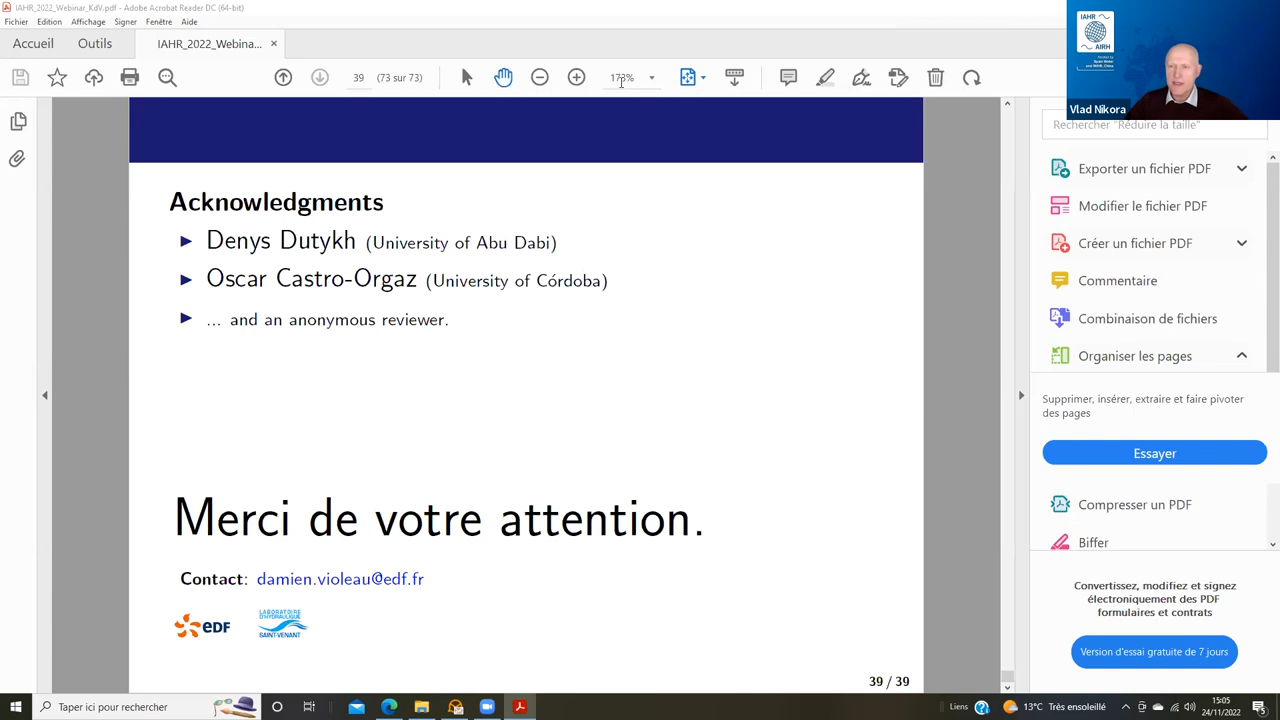 IAHR_2022_Webinar_KdV.pdf - Adobe Acrobat Reader DC (64-bit)
Fichier Edition Affichage Signer Fenêtre Aide
Accueil Outils IAHR_2022_Webina... ×
39 (73 sur 73) 173%
IAHR
AIRH
Vlad Nikora
Rechercher "Réduire la taille"
Exporter un fichier PDF
Modifier le fichier PDF
Créer un fichier PDF
Commentaire
Combinaison de fichiers
Organiser les pages
Supprimer, insérer, extraire et faire pivoter
des pages
Essayer
Compresser un PDF
Biffer
Convertissez, modifiez et signez
électroniquement des PDF
formulaires et contrats
Version d'essai gratuite de 7 jours
Acknowledgments
Denys Dutykh (University of Abu Dabi)
Oscar Castro-Orgaz (University of Córdoba)
... and an anonymous reviewer.
Merci de votre attention.
Contact: damien.violeau@edf.fr
EDF
LABORATOIRE
D'HYDRAULIQUE
SAINT-VENANT
39 / 39
Taper ici pour rechercher
Liens
13°C Très ensoleillé
15:05
24/11/2022